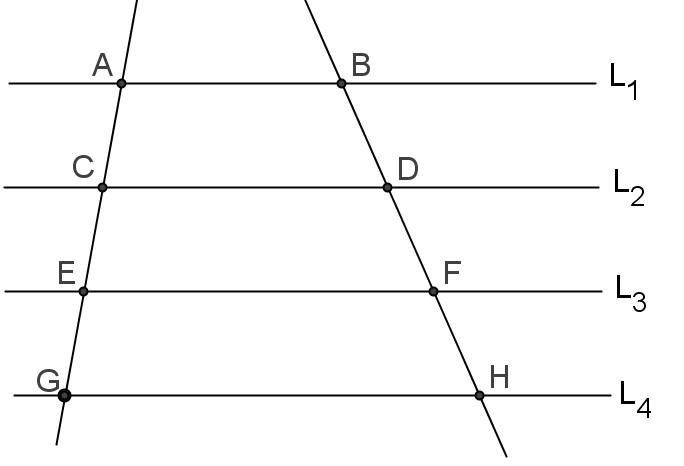 A B L₁
C D L₂
E F L₃
G H L₄